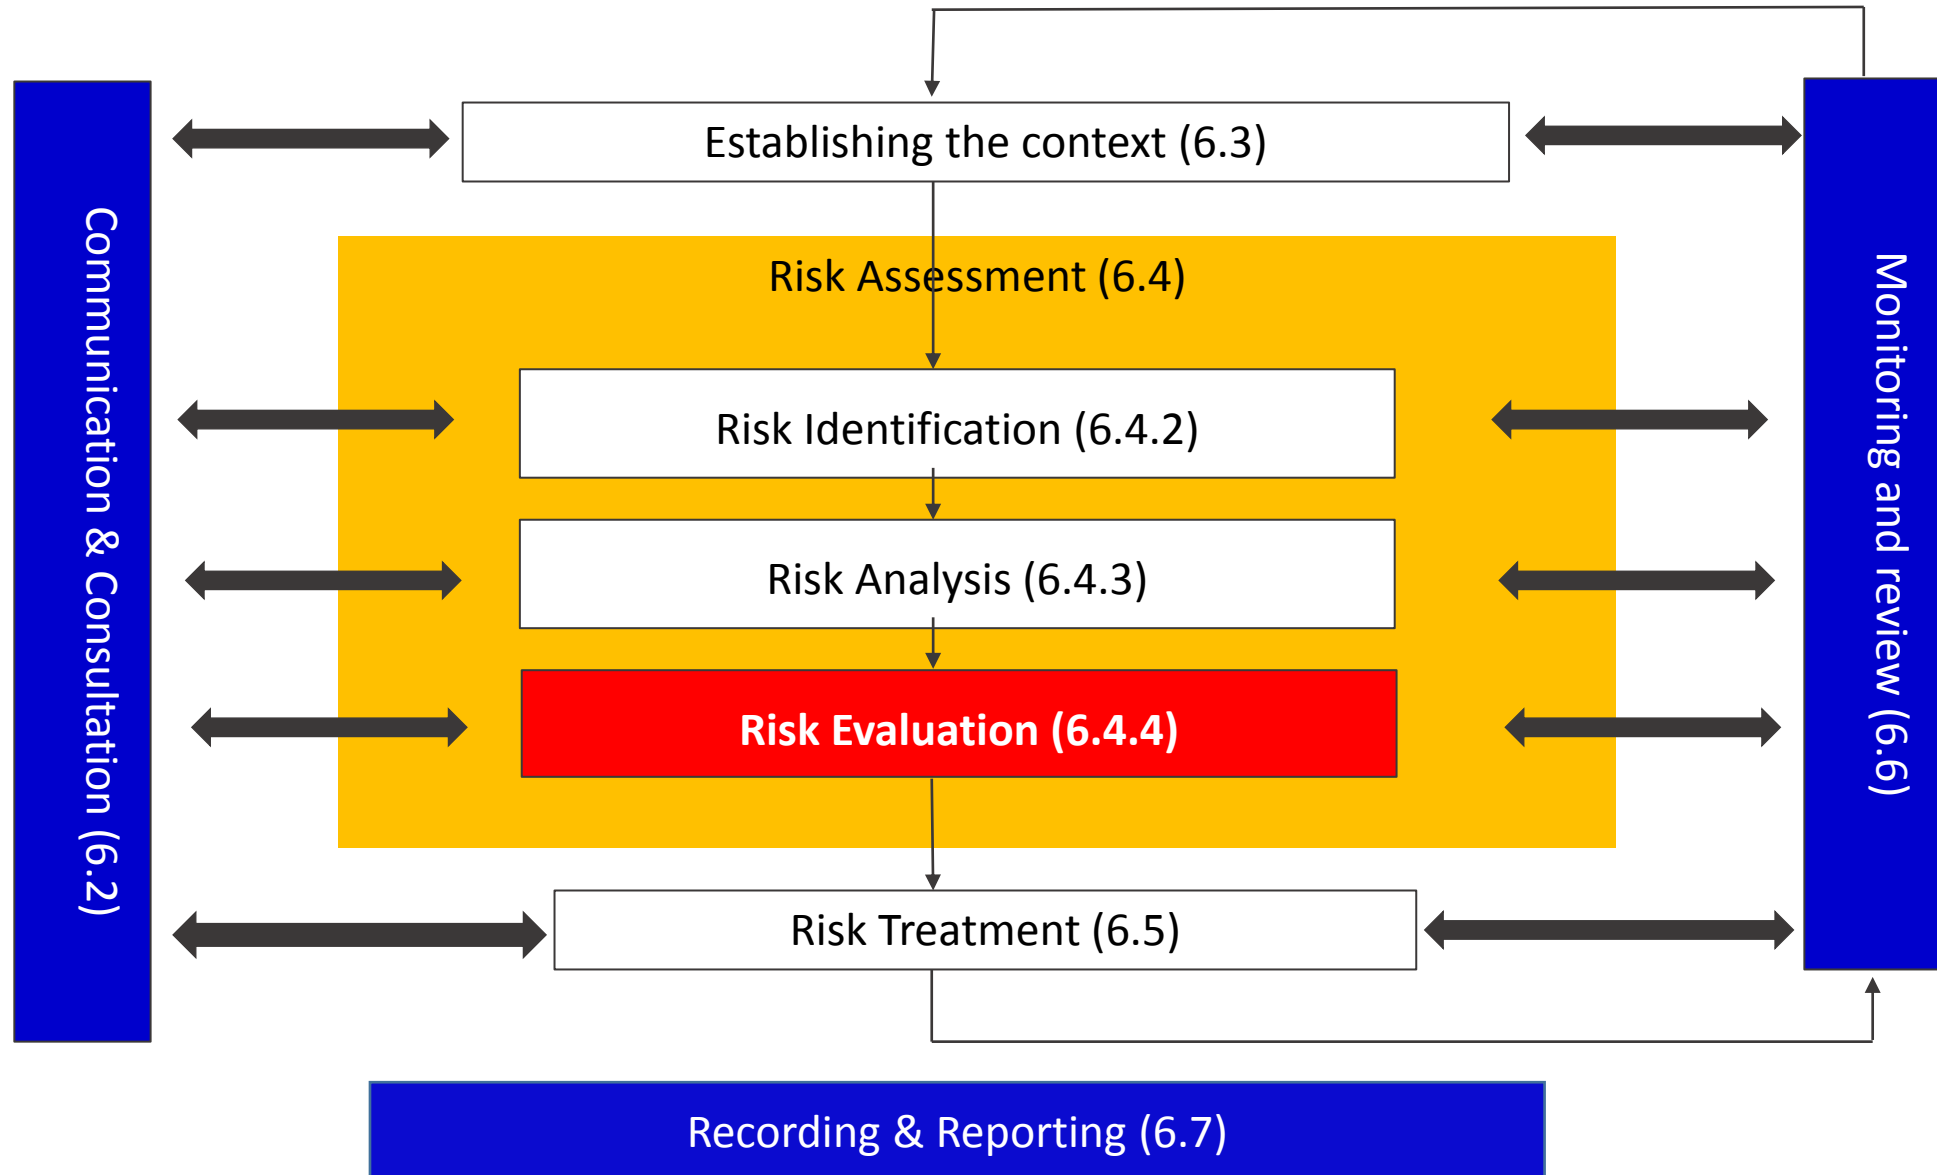 Establishing the context (6.3)
Communication & Consultation (6.2)
Risk Assessment (6.4)
Monitoring and review (6.6)
Risk Identification (6.4.2)
Risk Analysis (6.4.3)
Risk Evaluation (6.4.4)
Risk Treatment (6.5)
Recording & Reporting (6.7)